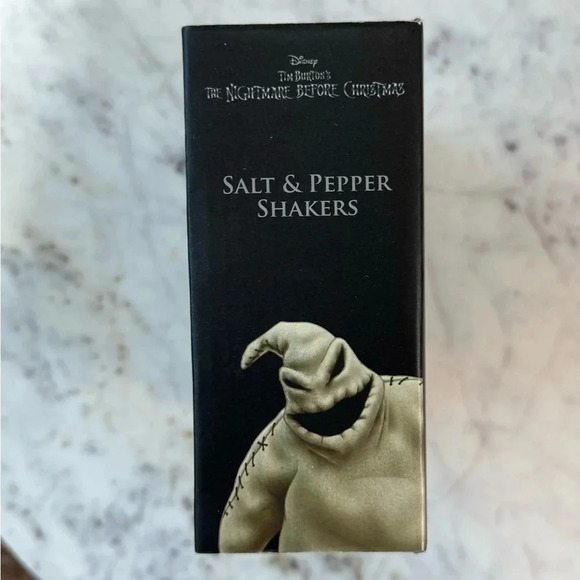 Disney
Tim Burton's
The Nightmare Before Christmas
Salt & Pepper
Shakers